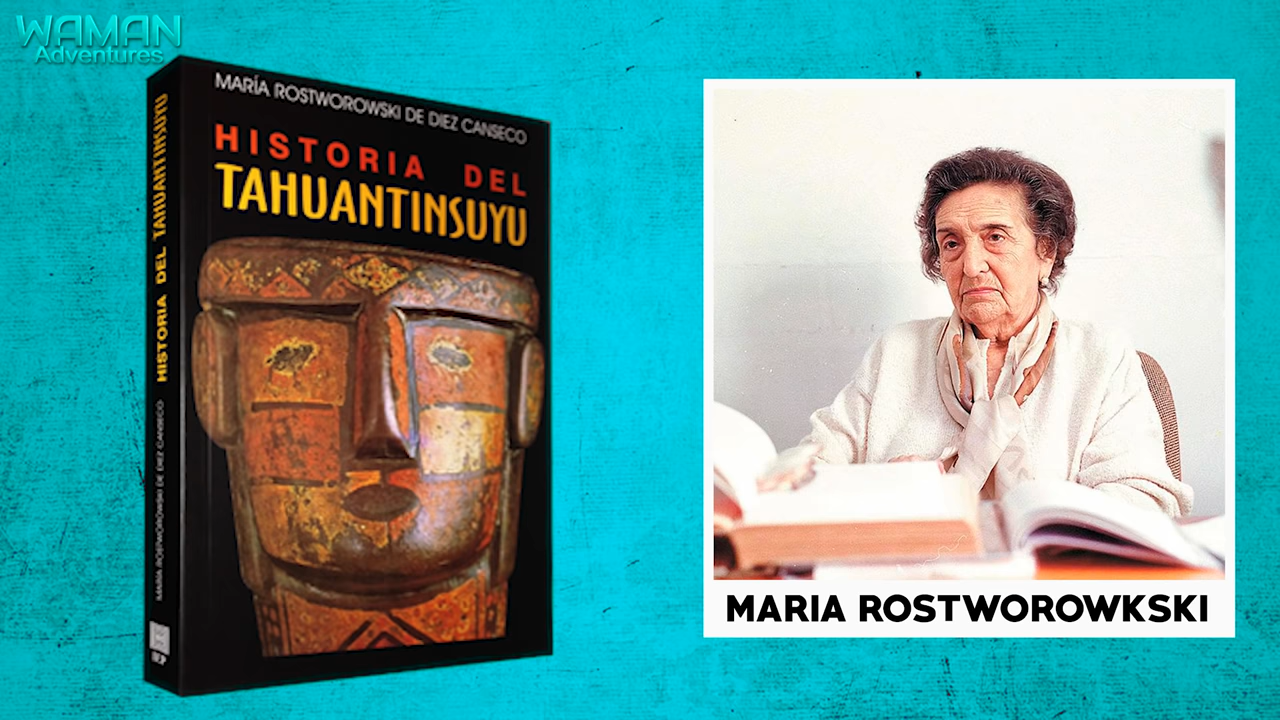 WAMAN
Adventures
MARÍA ROSTWOROWSKI DE DIEZ CANSECO
HISTORIA DEL
TAHUANTINSUYU
HISTORIA DEL TAHUANTINSUYU
MARÍA ROSTWOROWSKI DE DIEZ CANSECO
IEP
MARIA ROSTWOROWKSKI